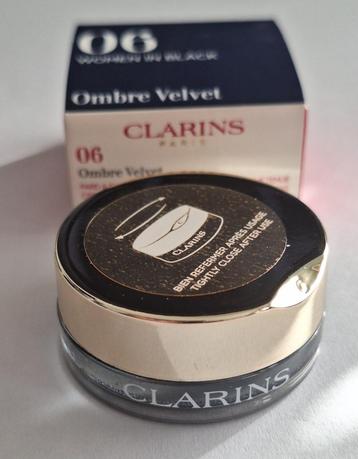 06
WOMEN IN BLACK
Ombre Velvet
CLARINS
PARIS
06
Ombre Velvet
CLARINS
BIEN REFERMER APRÈS USAGE
TIGHTLY CLOSE AFTER USE
CLARINS